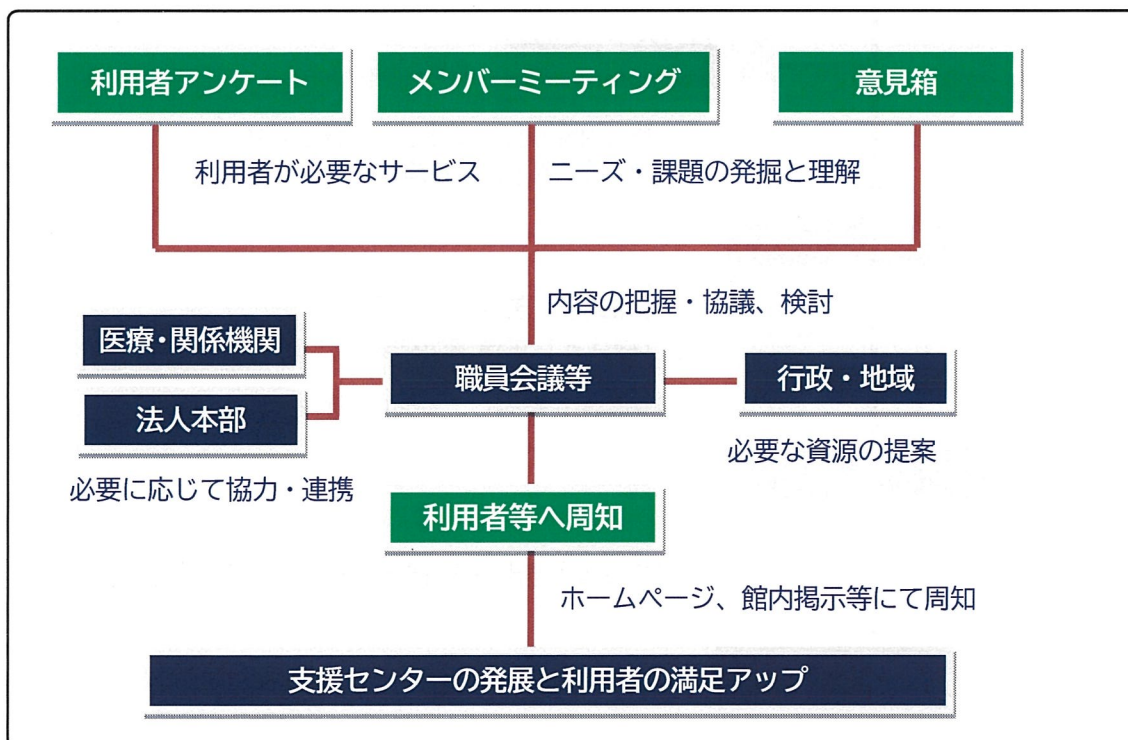 利用者アンケート
メンバーミーティング
意見箱
利用者が必要なサービス
ニーズ・課題の発掘と理解
内容の把握・協議、検討
医療・関係機関
職員会議等
行政・地域
法人本部
必要な資源の提案
必要に応じて協力・連携
利用者等へ周知
ホームページ、館内掲示等にて周知
支援センターの発展と利用者の満足アップ